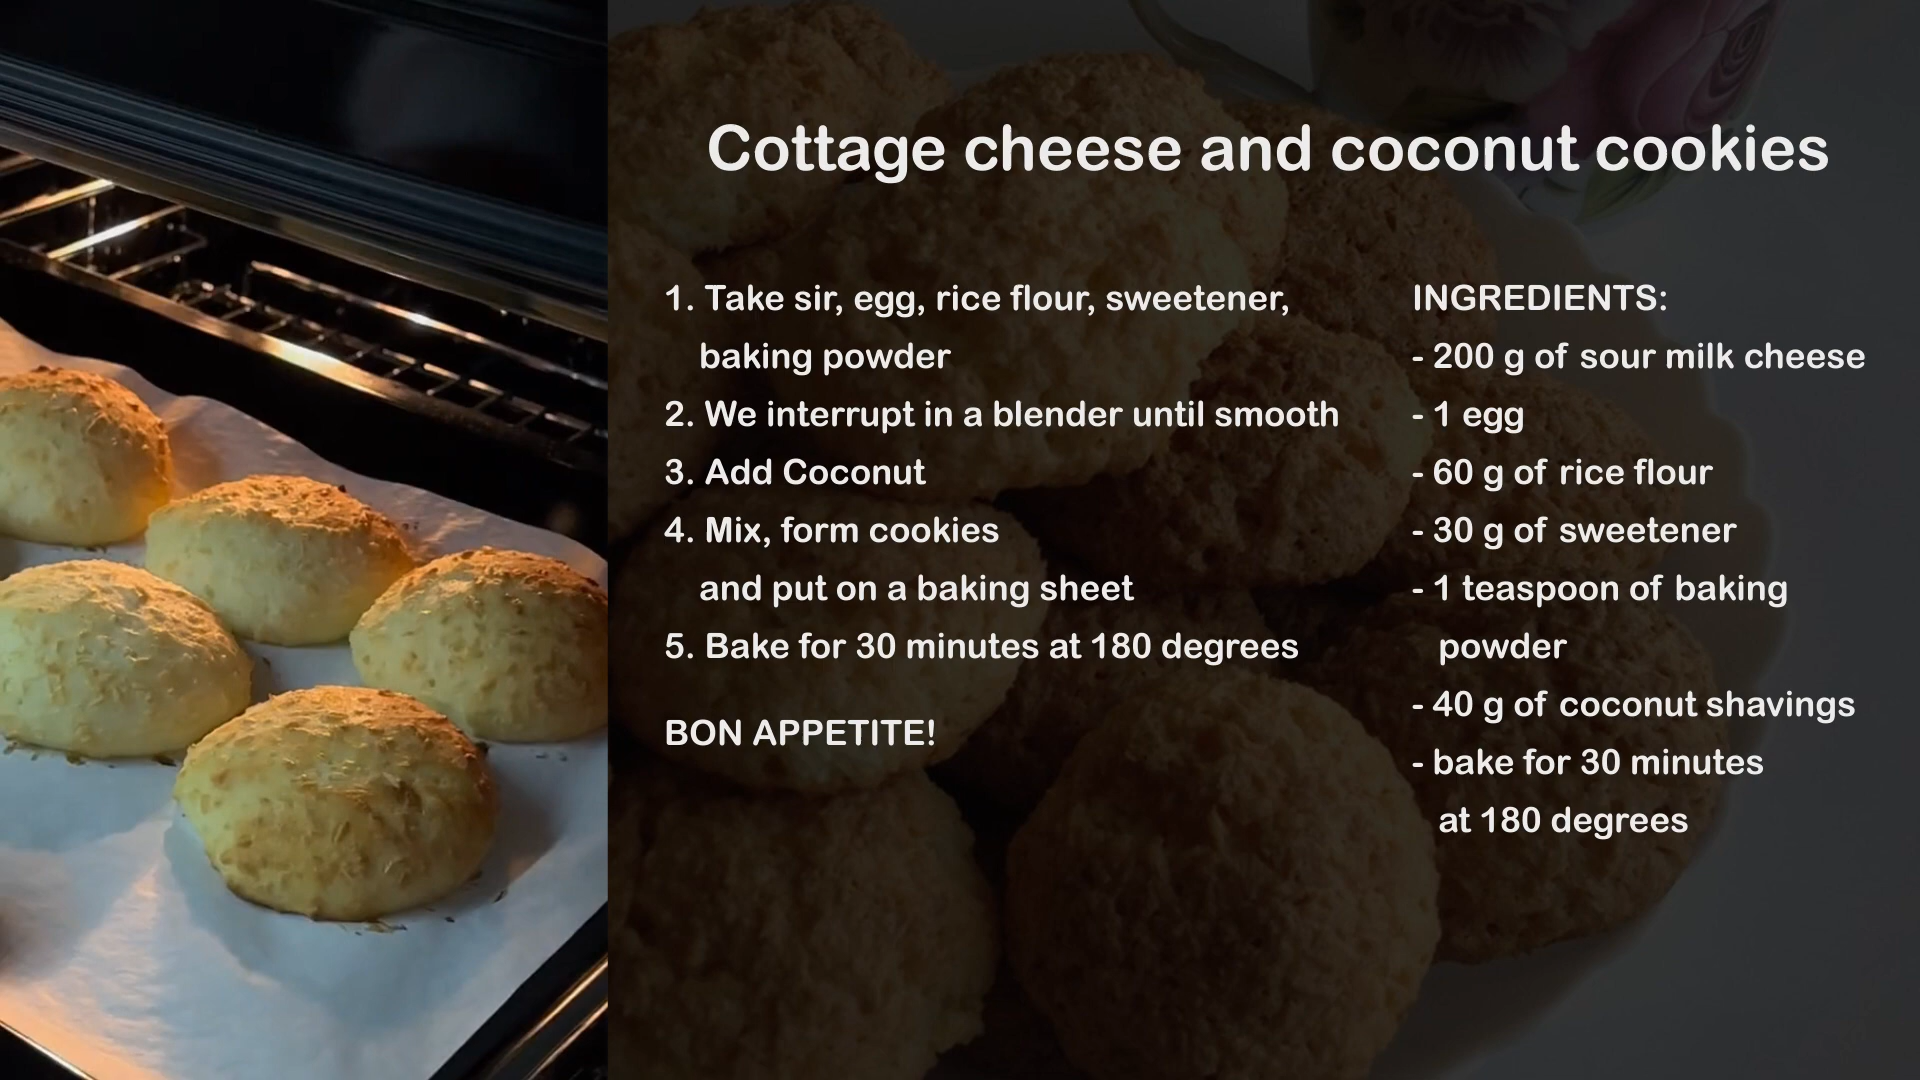 Cottage cheese and coconut cookies
1. Take sir, egg, rice flour, sweetener,
baking powder
2. We interrupt in a blender until smooth
3. Add Coconut
4. Mix, form cookies
and put on a baking sheet
5. Bake for 30 minutes at 180 degrees
BON APPETITE!
INGREDIENTS:
- 200 g of sour milk cheese
- 1 egg
- 60 g of rice flour
- 30 g of sweetener
- 1 teaspoon of baking
powder
- 40 g of coconut shavings
- bake for 30 minutes
at 180 degrees